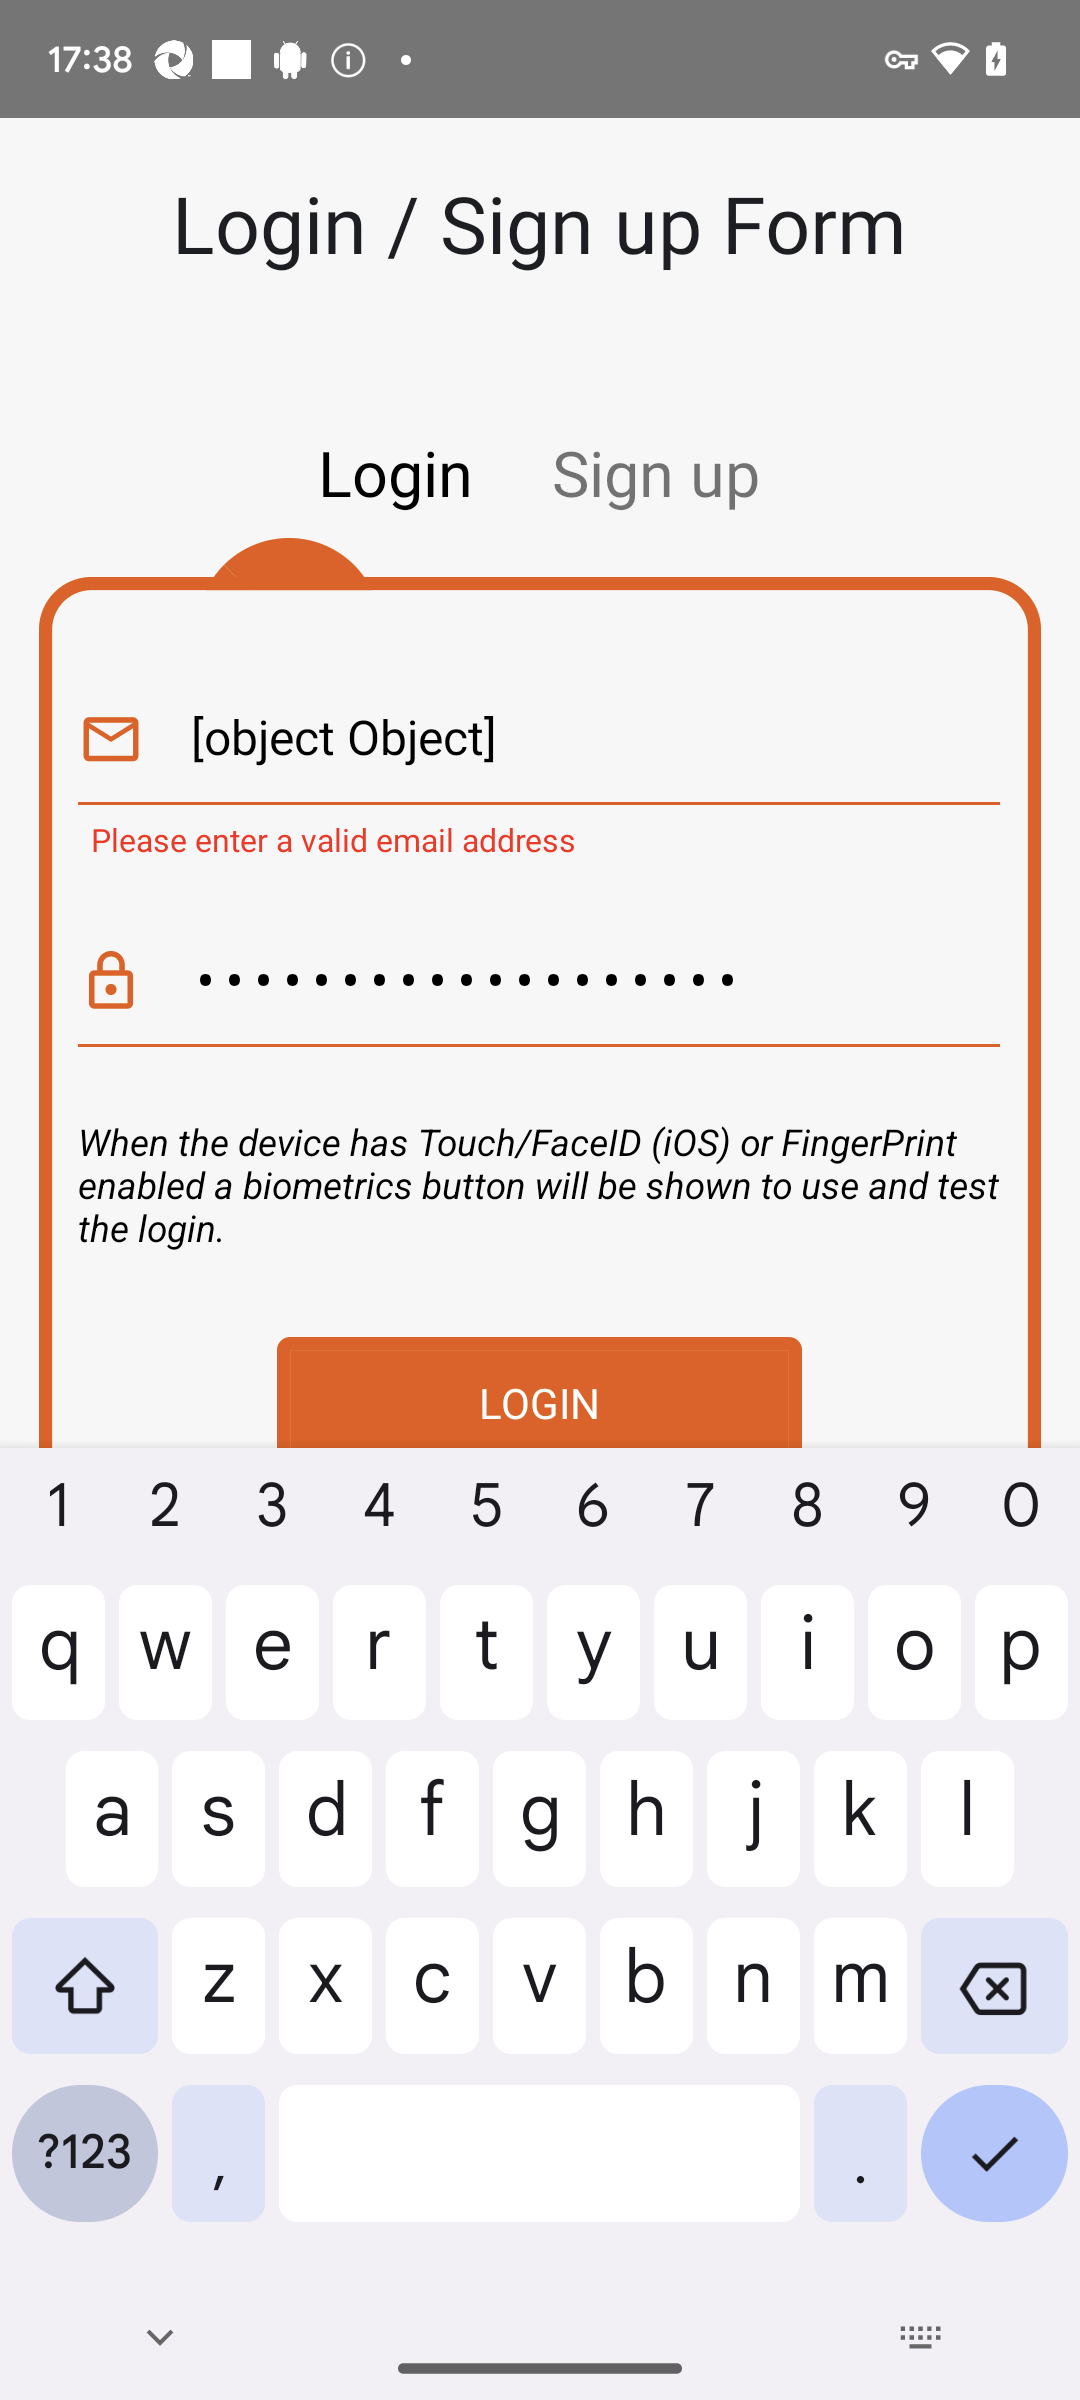 17:38
Login / Sign up Form
Login Sign up
[object Object]
Please enter a valid email address
•••••••••••••••••••
When the device has Touch/FaceID (iOS) or FingerPrint
enabled a biometrics button will be shown to use and test
the login.
LOGIN
1 2 3 4 5 6 7 8 9 0
q w e r t y u i o p
a s d f g h j k l
z x c v b n m
?123 , .